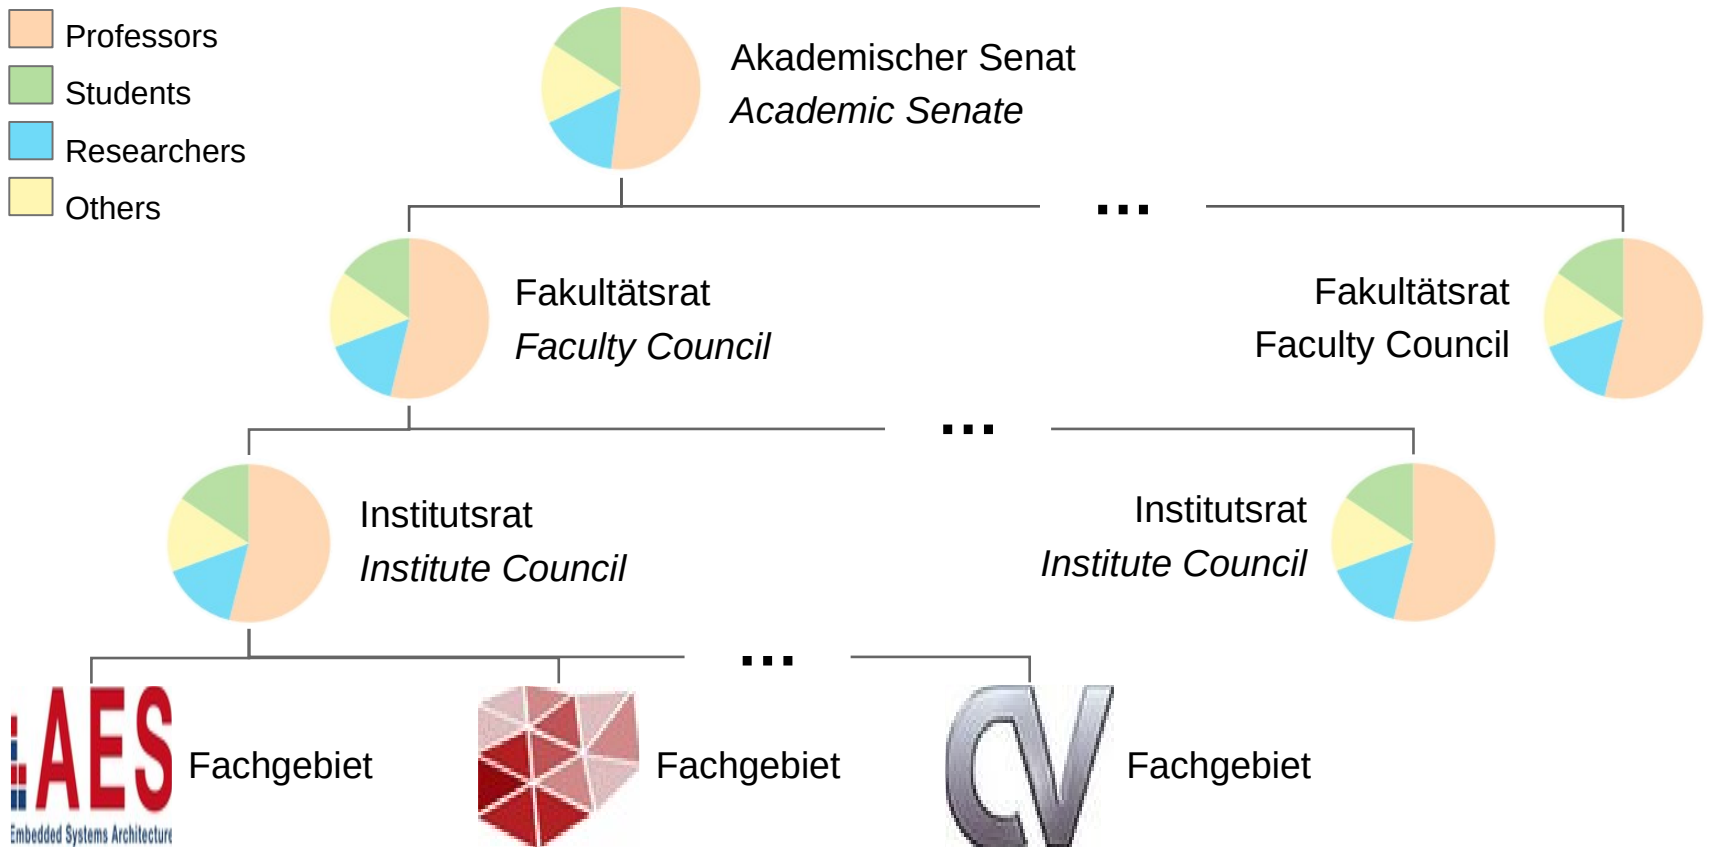 Professors
Students
Researchers
Others
Akademischer Senat
Academic Senate
...
Fakultätsrat
Faculty Council
Fakultätsrat
Faculty Council
...
Institutsrat
Institute Council
Institutsrat
Institute Council
...
AES
Embedded Systems Architecture
Fachgebiet
Fachgebiet
CV
Fachgebiet